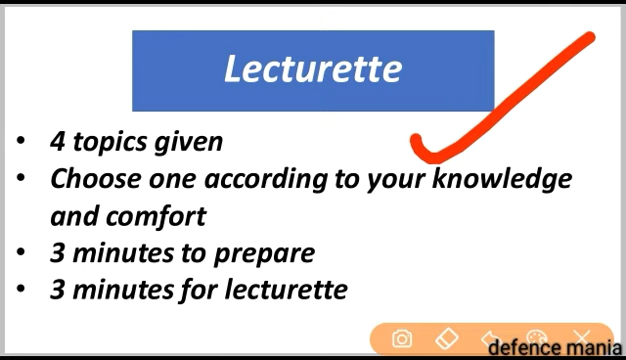 Lecturette
• 4 topics given
• Choose one according to your knowledge
and comfort
• 3 minutes to prepare
• 3 minutes for lecturette
defence mania